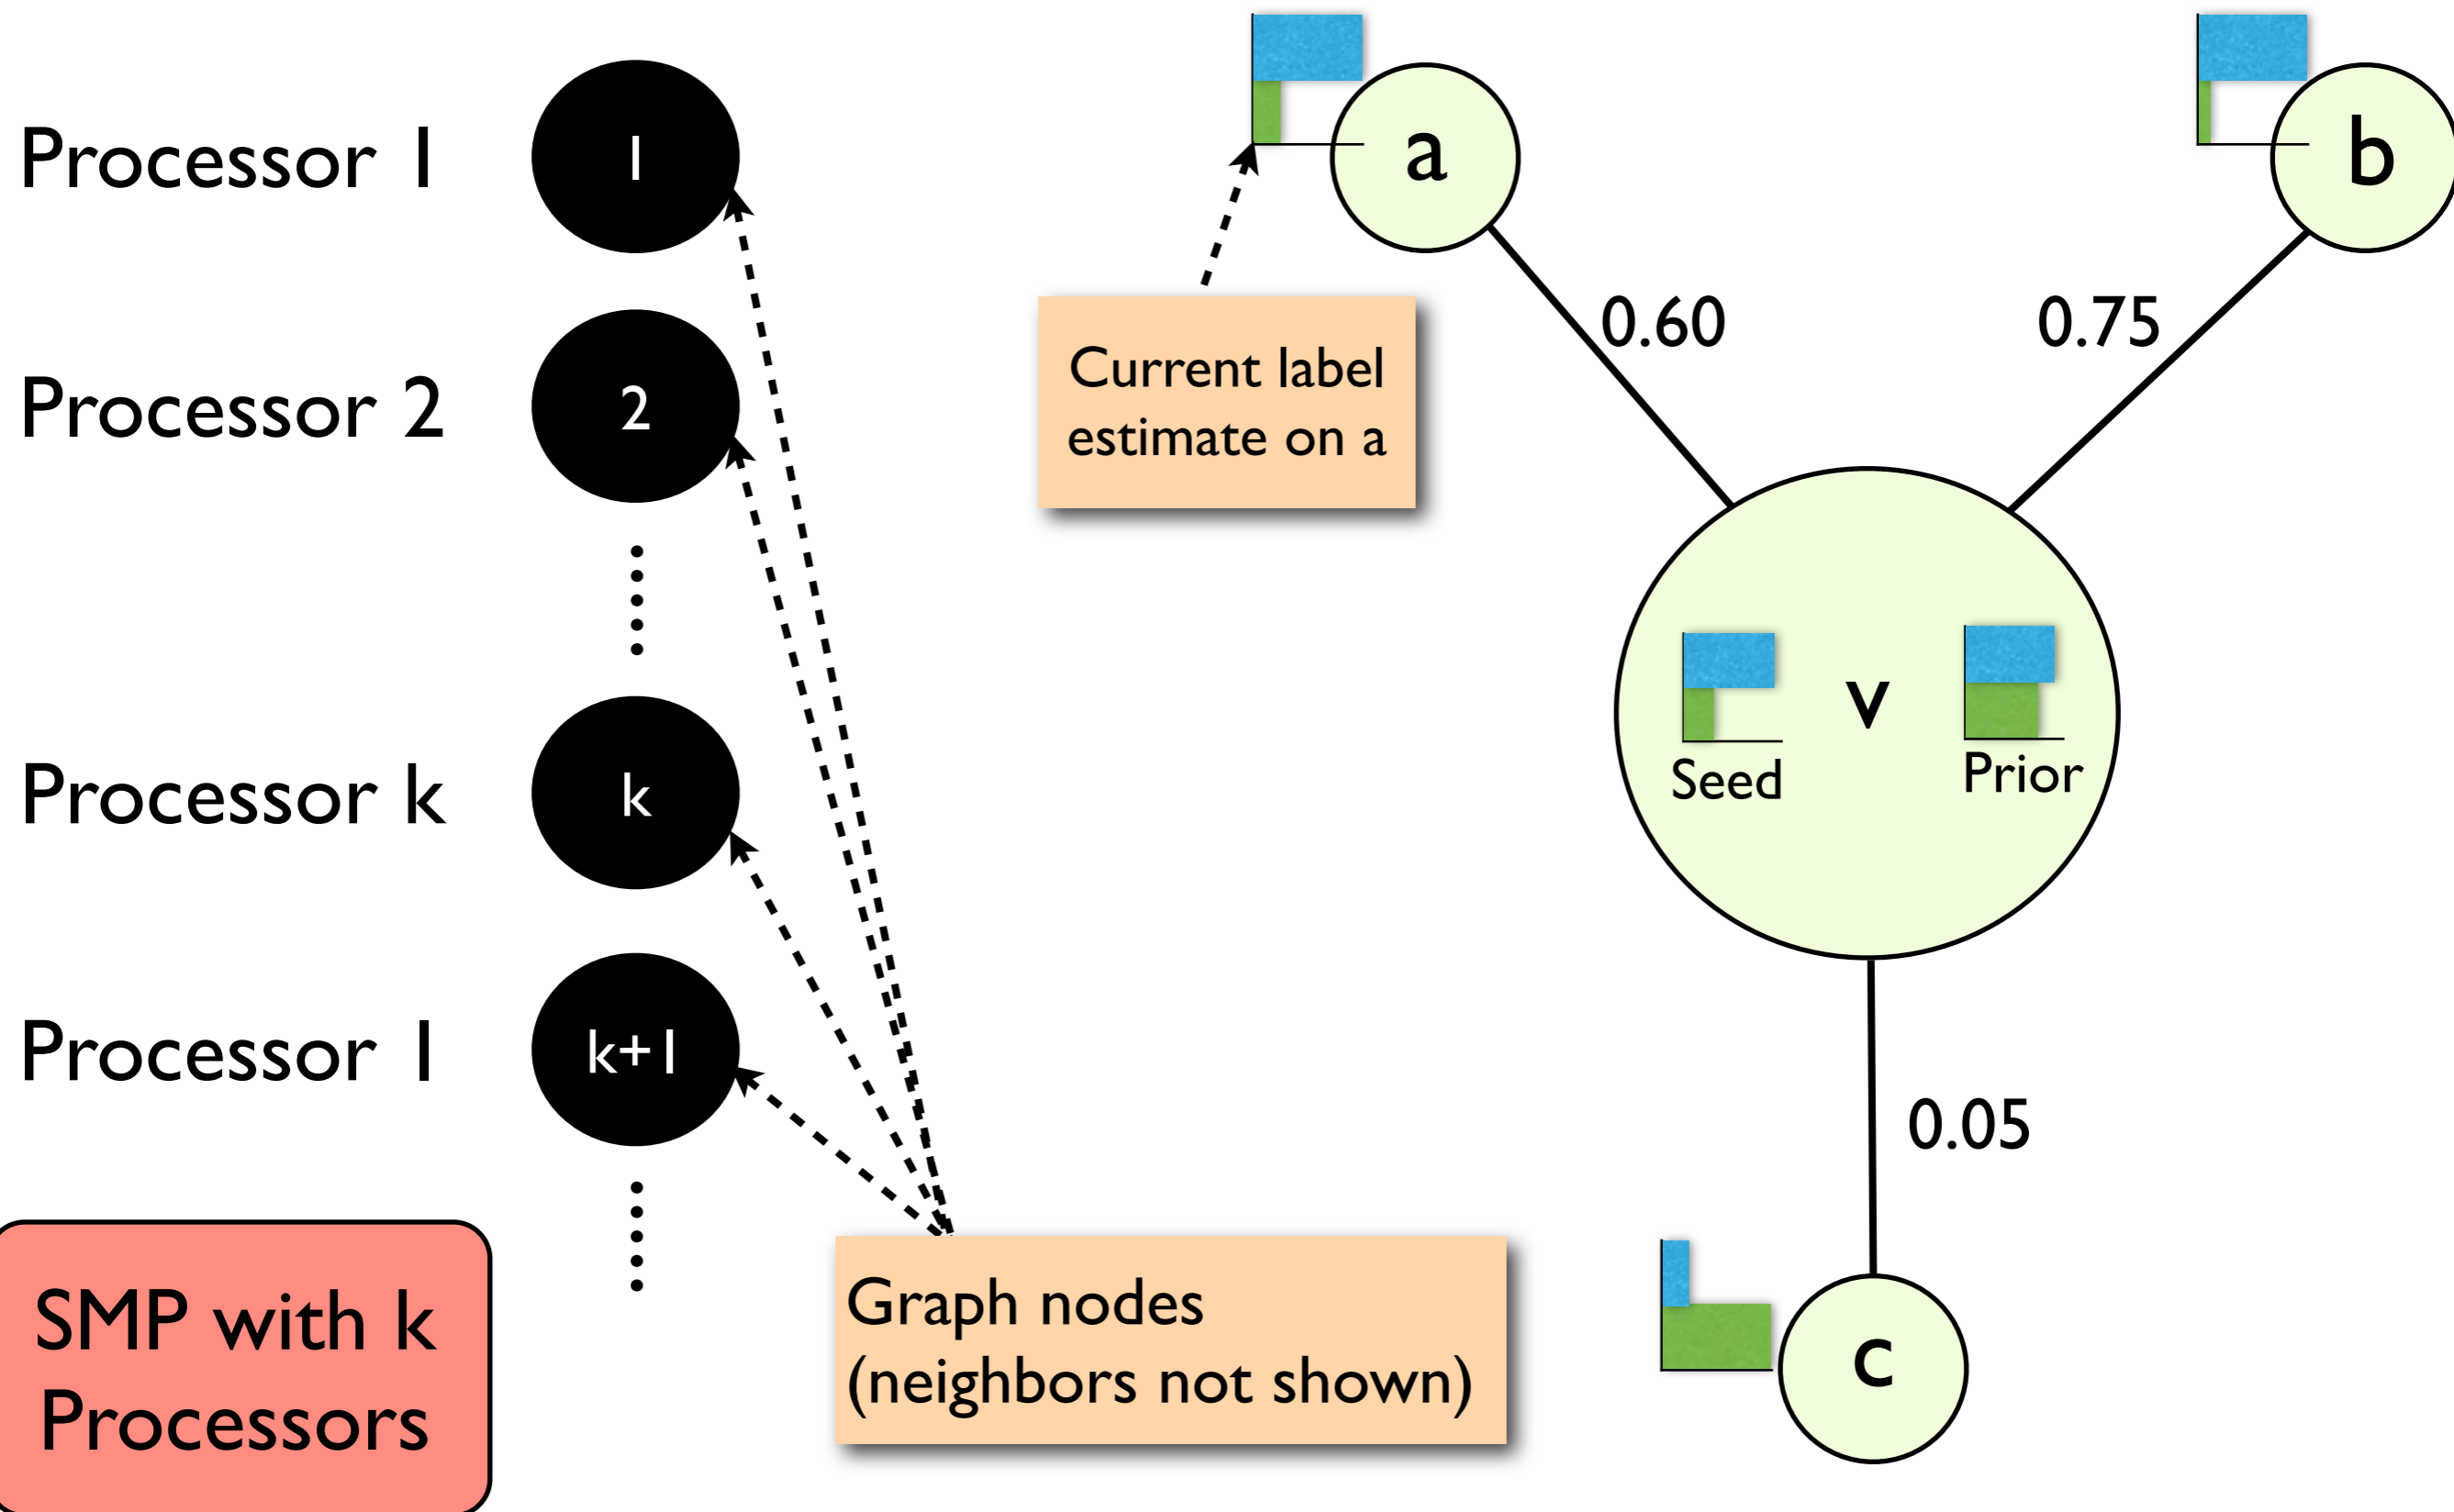 Processor 1
1
Processor 2
2
Processor k
k
Processor 1
k+1
SMP with k
Processors
Graph nodes
(neighbors not shown)
Current label
estimate on a
a
b
0.60
0.75
v
Seed
Prior
0.05
c